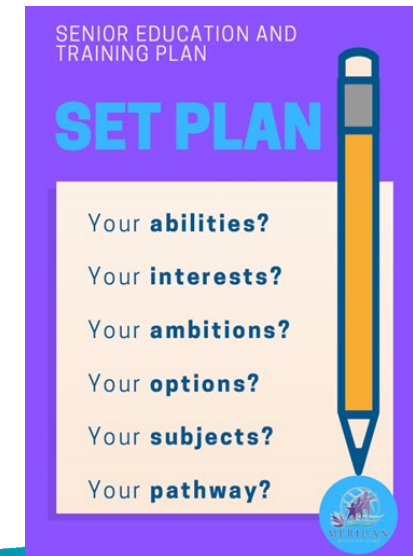 SENIOR EDUCATION AND
TRAINING PLAN
SET PLAN
Your abilities?
Your interests?
Your ambitions?
Your options?
Your subjects?
Your pathway?
MERIDAN